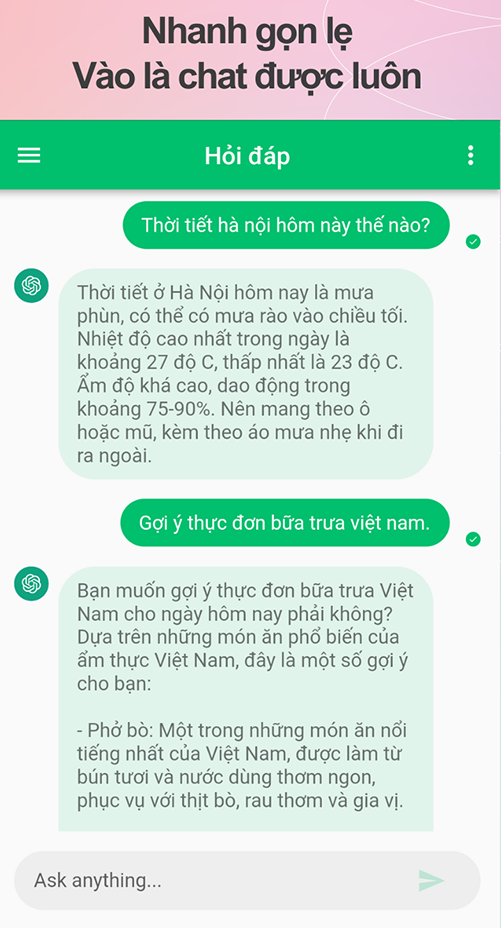 Nhanh gọn lẹ
Vào là chat được luôn
Hỏi đáp
Thời tiết hà nội hôm này thế nào?
Thời tiết ở Hà Nội hôm nay là mưa
phùn, có thể có mưa rào vào chiều tối.
Nhiệt độ cao nhất trong ngày là
khoảng 27 độ C, thấp nhất là 23 độ C.
Ẩm độ khá cao, dao động trong
khoảng 75-90%. Nên mang theo ô
hoặc mũ, kèm theo áo mưa nhẹ khi đi
ra ngoài.
Gợi ý thực đơn bữa trưa việt nam.
Bạn muốn gợi ý thực đơn bữa trưa Việt
Nam cho ngày hôm nay phải không?
Dựa trên những món ăn phổ biến của
ẩm thực Việt Nam, đây là một số gợi ý
cho bạn:
- Phở bò: Một trong những món ăn nổi
tiếng nhất của Việt Nam, được làm từ
bún tươi và nước dùng thơm ngon,
phục vụ với thịt bò, rau thơm và gia vị.
Ask anything...